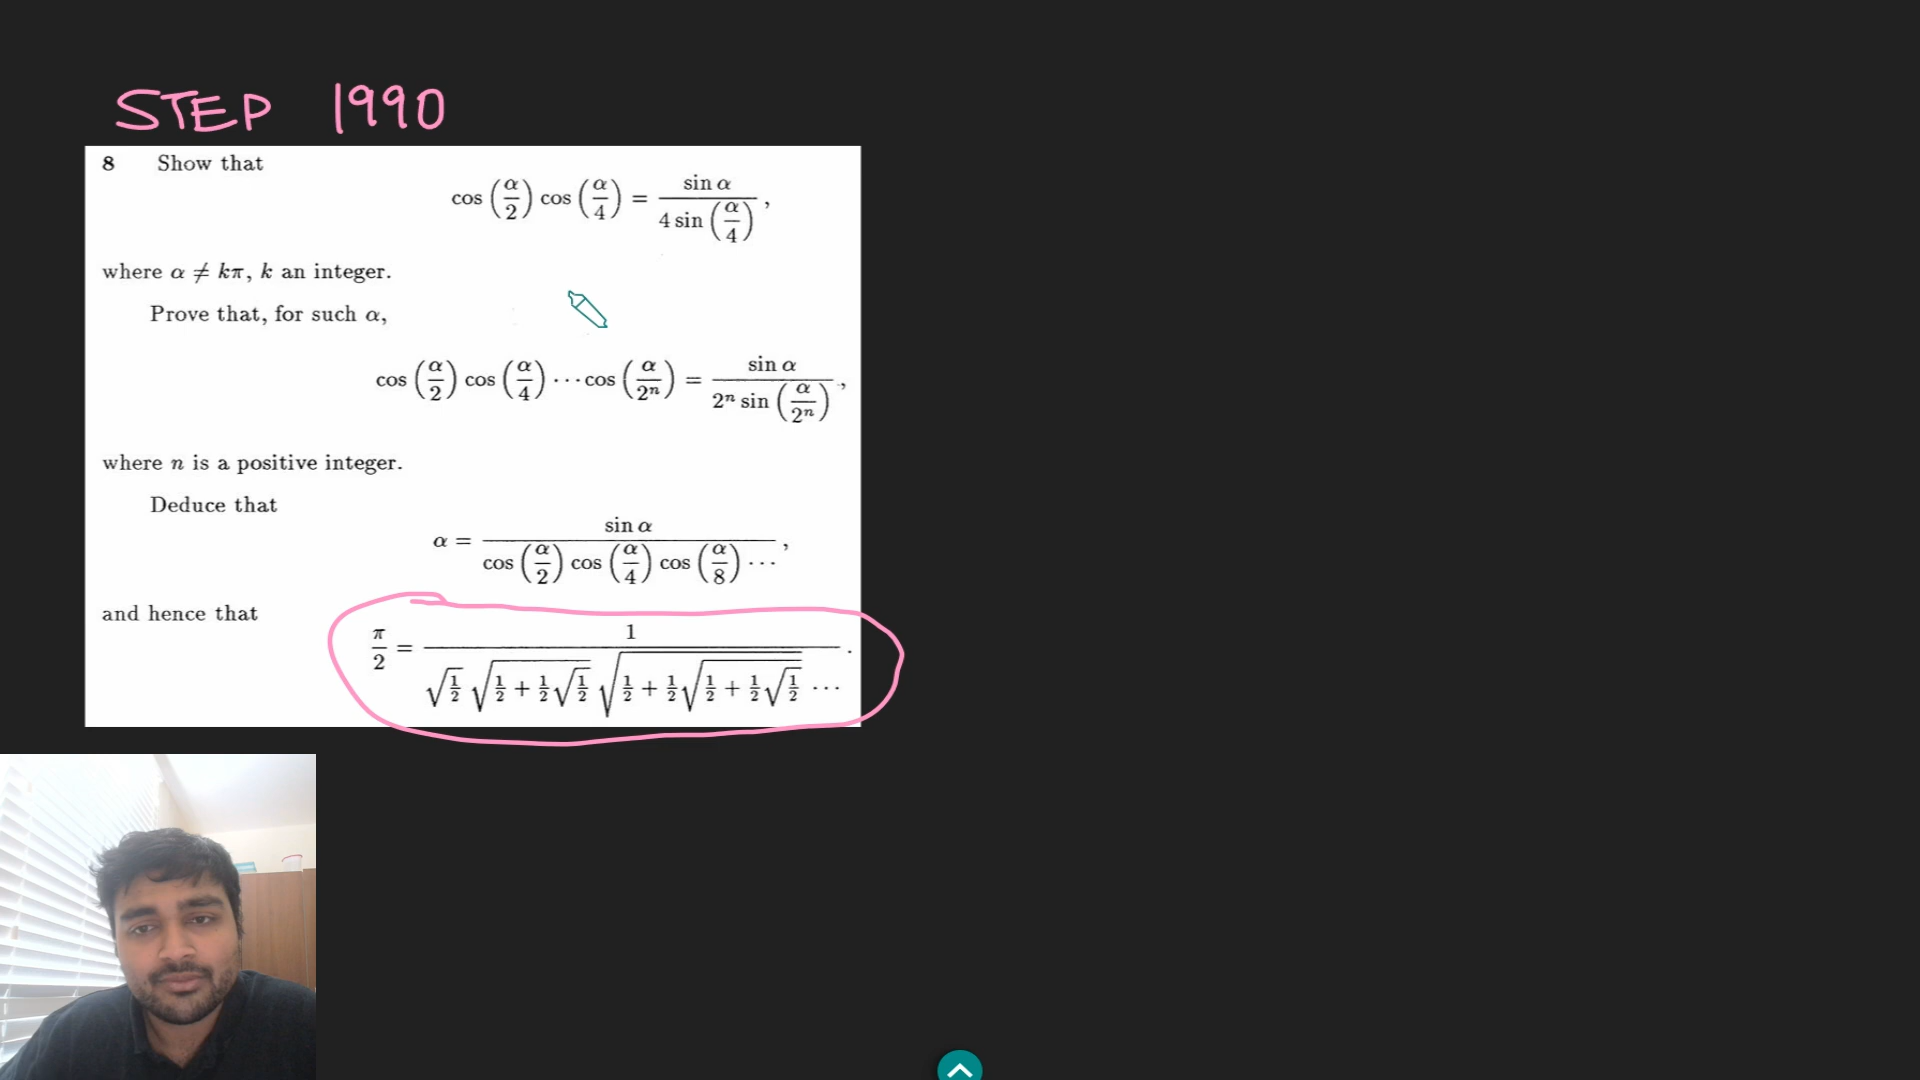 STEP 1990
8 Show that
cos(α/2) cos(α/4) = sin α / (4 sin(α/4)),
where α ≠ kπ, k an integer.
Prove that, for such α,
cos(α/2) cos(α/4) ··· cos(α/2ⁿ) = sin α / (2ⁿ sin(α/2ⁿ)),
where n is a positive integer.
Deduce that
α = sin α / (cos(α/2) cos(α/4) cos(α/8) ···),
and hence that
π/2 = 1 / (√(1/2) √(1/2 + 1/2 √(1/2)) √(1/2 + 1/2 √(1/2 + 1/2 √(1/2))) ···).